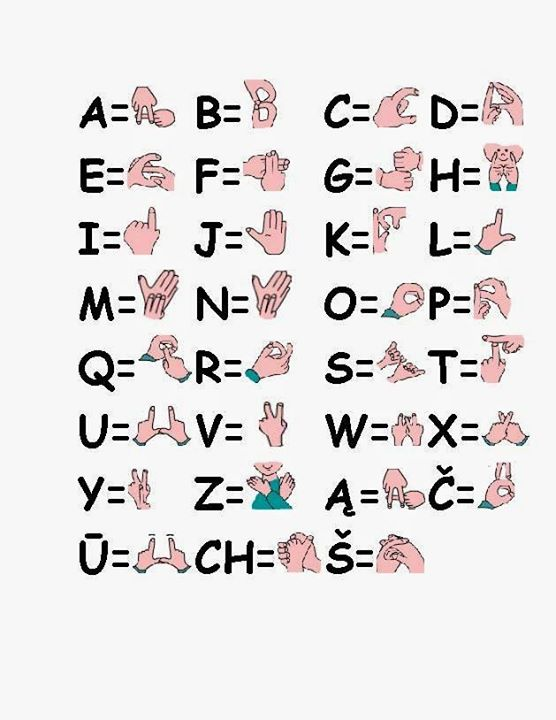 A= B= C= D=
E= F= G= H=
I= J= K= L=
M= N= O= P=
Q= R= S= T=
U= V= W= X=
Y= Z= Ą= Č=
Ū= CH= Š=